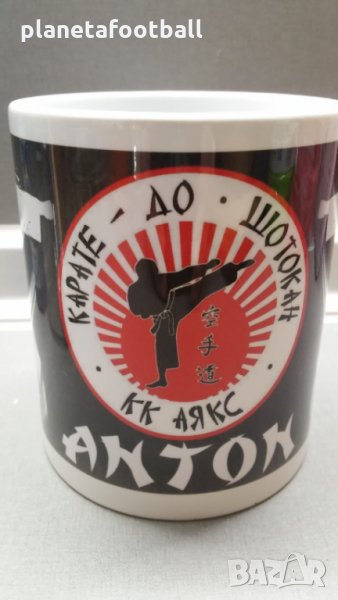 planetafootball
КАРАТЕ - ДО · ШОТОКАН
空手道
· КК АЯКС ·
АНТОН
BAZAR